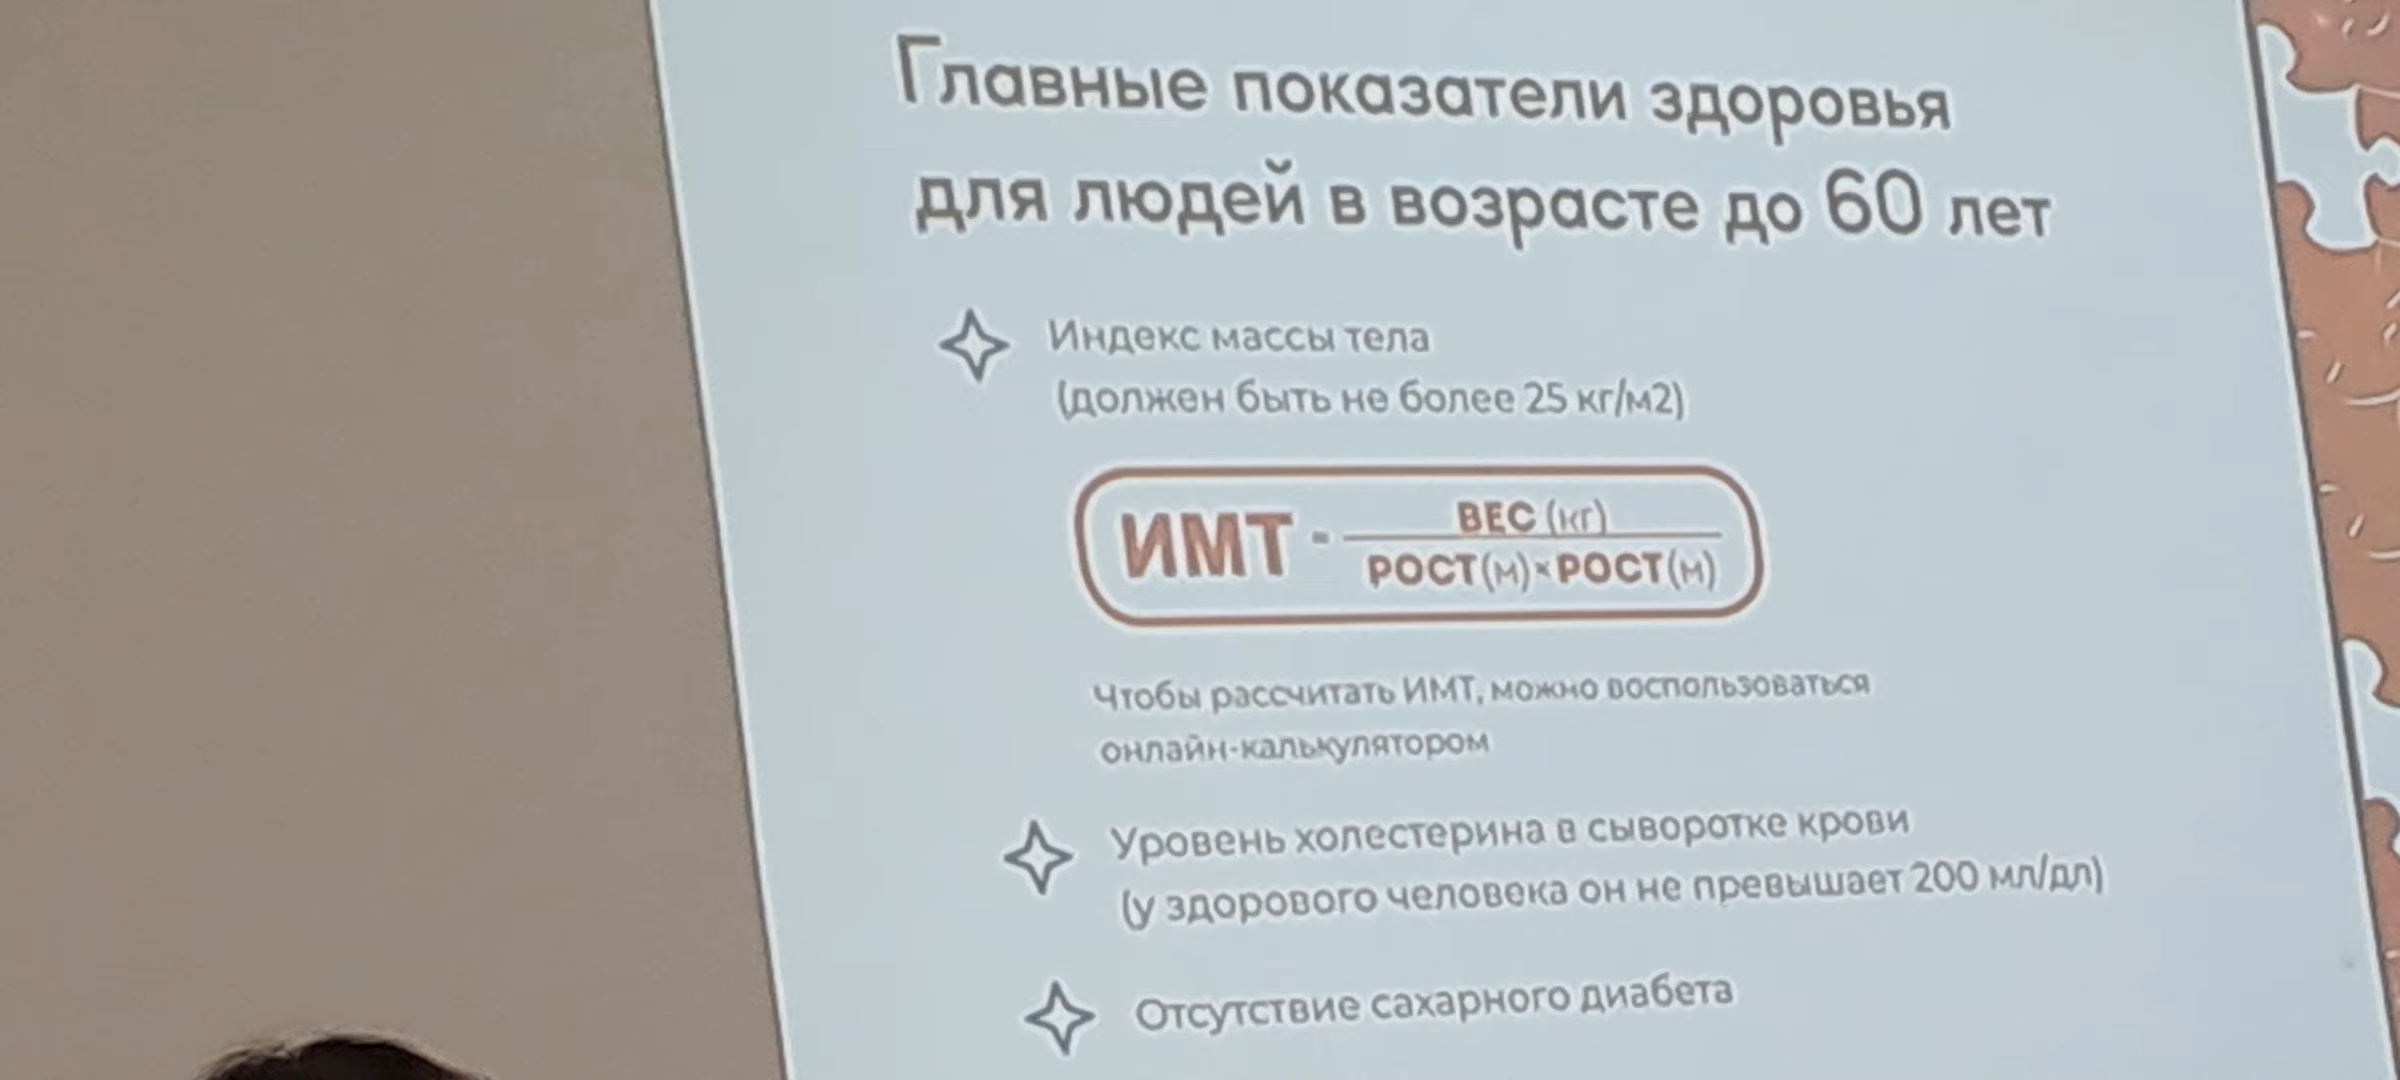 Главные показатели здоровья
для людей в возрасте до 60 лет
Индекс массы тела
(должен быть не более 25 кг/м2)
ИМТ = ВЕС (кг)
РОСТ(м)×РОСТ(м)
Чтобы рассчитать ИМТ, можно воспользоваться
онлайн-калькулятором
Уровень холестерина в сыворотке крови
(у здорового человека он не превышает 200 мл/дл)
Отсутствие сахарного диабета